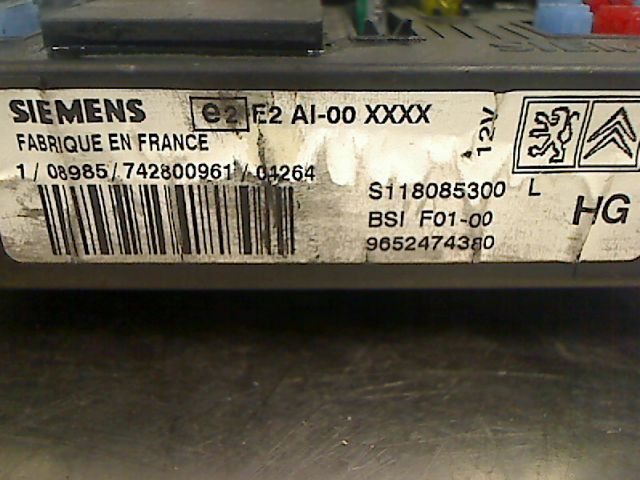 SIEMENS e2 E2 AI-00 XXXX
FABRIQUE EN FRANCE
1 / 08985 / 742800961 / 04264
12V
S118085300 L
BSI F01-00
9652474380
HG